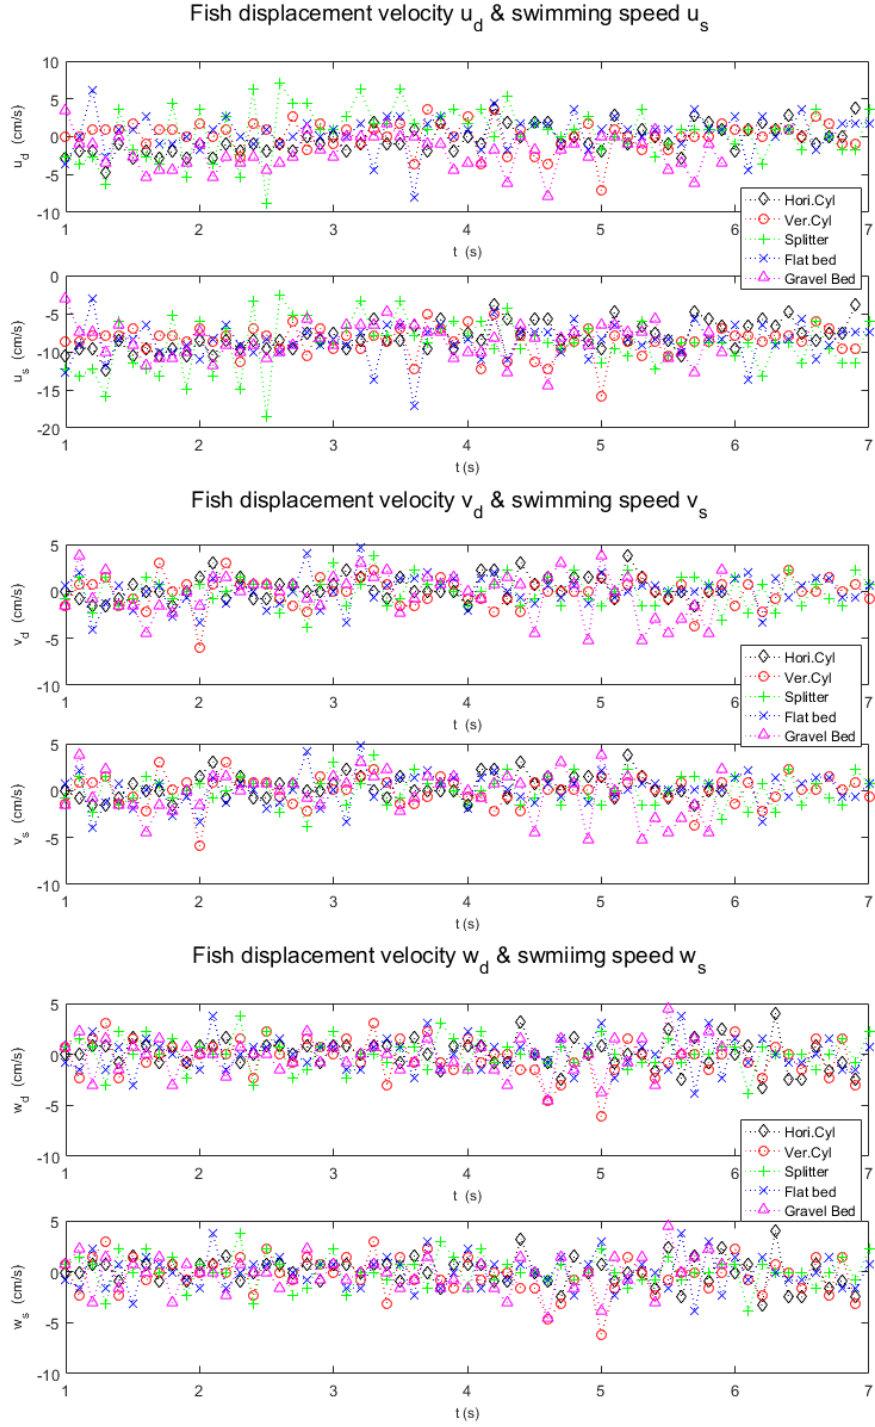 Fish displacement velocity u_d & swimming speed u_s
10
5
0
-5
-10
u_d (cm/s)
1 2 3 4 5 6 7
t (s)
Hori.Cyl
Ver.Cyl
Splitter
Flat bed
Gravel Bed
0
-5
-10
-15
-20
u_s (cm/s)
1 2 3 4 5 6 7
t (s)
Fish displacement velocity v_d & swimming speed v_s
5
0
-5
-10
v_d (cm/s)
1 2 3 4 5 6 7
t (s)
Hori.Cyl
Ver.Cyl
Splitter
Flat bed
Gravel Bed
5
0
-5
-10
v_s (cm/s)
1 2 3 4 5 6 7
t (s)
Fish displacement velocity w_d & swmiimg speed w_s
5
0
-5
-10
w_d (cm/s)
1 2 3 4 5 6 7
t (s)
Hori.Cyl
Ver.Cyl
Splitter
Flat bed
Gravel Bed
5
0
-5
-10
w_s (cm/s)
1 2 3 4 5 6 7
t (s)